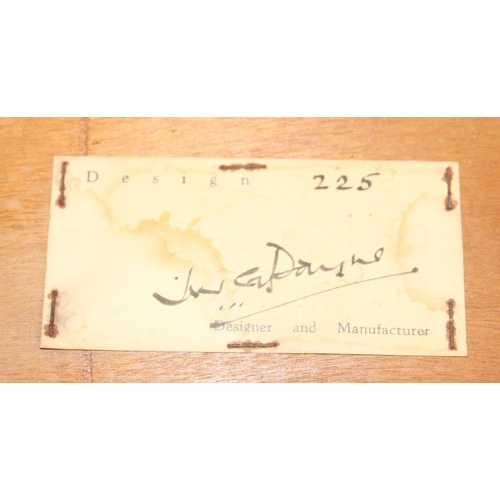 Design 225
Designer and Manufacturer